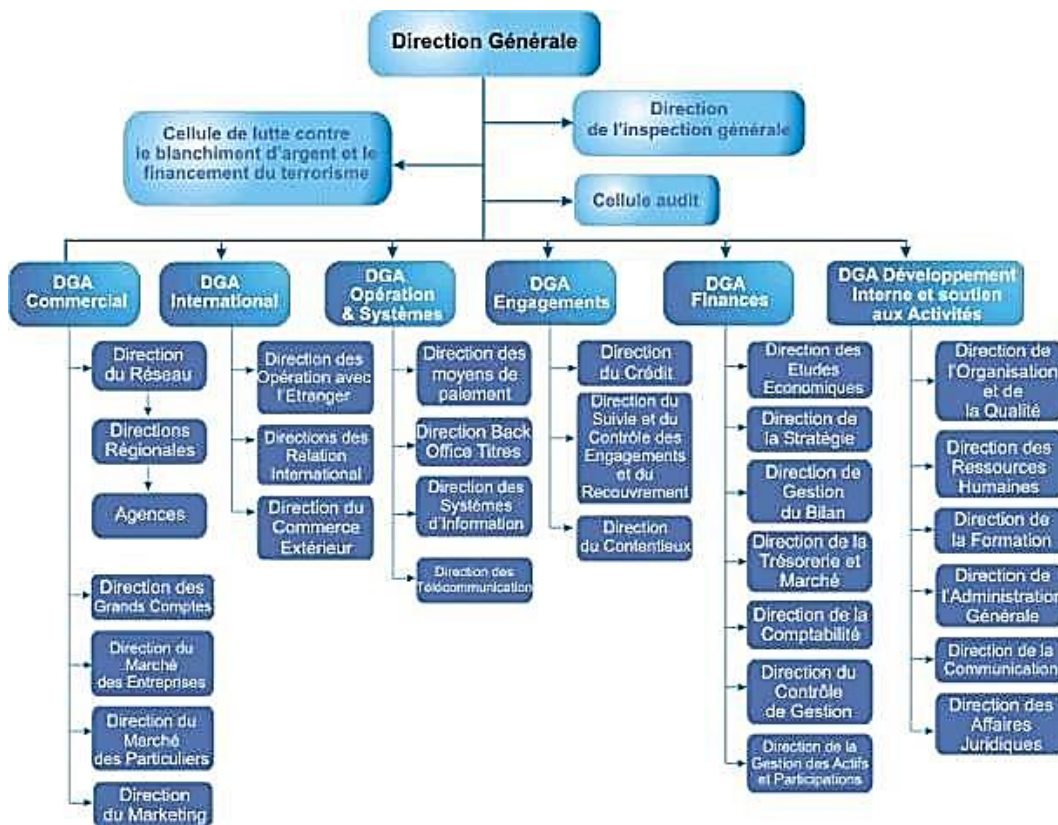 Direction Générale
Direction
de l'inspection générale
Cellule de lutte contre
le blanchiment d'argent et le
financement du terrorisme
Cellule audit
DGA
Commercial
Direction
du Réseau
Directions
Régionales
Agences
Direction des
Grands Comptes
Direction du
Marché
des Entreprises
Direction du
Marché
des Particuliers
Direction
du Marketing
DGA
International
Direction des
Opération avec
l'Etranger
Directions des
Relation
International
Direction du
Commerce
Extérieur
DGA
Opération
& Systèmes
Direction des
moyens de
paiement
Direction Back
Office Titres
Direction des
Systèmes
d'Information
Direction des
Télécommunication
DGA
Engagements
Direction
du Crédit
Direction du
Suivie et du
Contrôle des
Engagements
et du
Recouvrement
Direction
du Contentieux
DGA
Finances
Direction des
Etudes
Economiques
Direction de
la Stratégie
Direction de
Gestion
du Bilan
Direction de la
Trésorerie et
Marché
Direction de la
Comptabilité
Direction du
Contrôle
de Gestion
Direction de la
Gestion des Actifs
et Participations
DGA Développement
Interne et soutien
aux Activités
Direction de
l'Organisation
et de
la Qualité
Direction des
Ressources
Humaines
Direction de
la Formation
Direction de
l'Administration
Générale
Direction de la
Communication
Direction des
Affaires
Juridiques